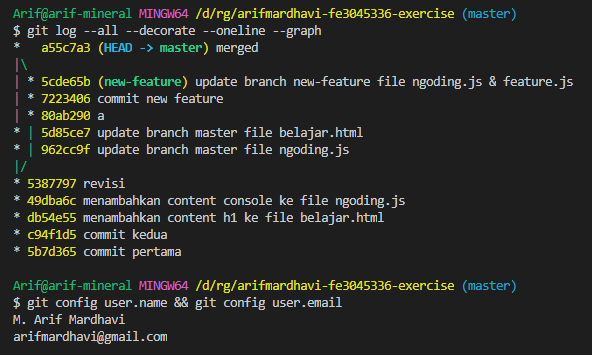 Arif@arif-mineral MINGW64 /d/rg/arifmardhavi-fe3045336-exercise (master)
$ git log --all --decorate --oneline --graph
*   a55c7a3 (HEAD -> master) merged
|\
| * 5cde65b (new-feature) update branch new-feature file ngoding.js & feature.js
| * 7223406 commit new feature
| * 80ab290 a
* | 5d85ce7 update branch master file belajar.html
* | 962cc9f update branch master file ngoding.js
|/
* 5387797 revisi
* 49dba6c menambahkan content console ke file ngoding.js
* db54e55 menambahkan content h1 ke file belajar.html
* c94f1d5 commit kedua
* 5b7d365 commit pertama
Arif@arif-mineral MINGW64 /d/rg/arifmardhavi-fe3045336-exercise (master)
$ git config user.name && git config user.email
M. Arif Mardhavi
arifmardhavi@gmail.com